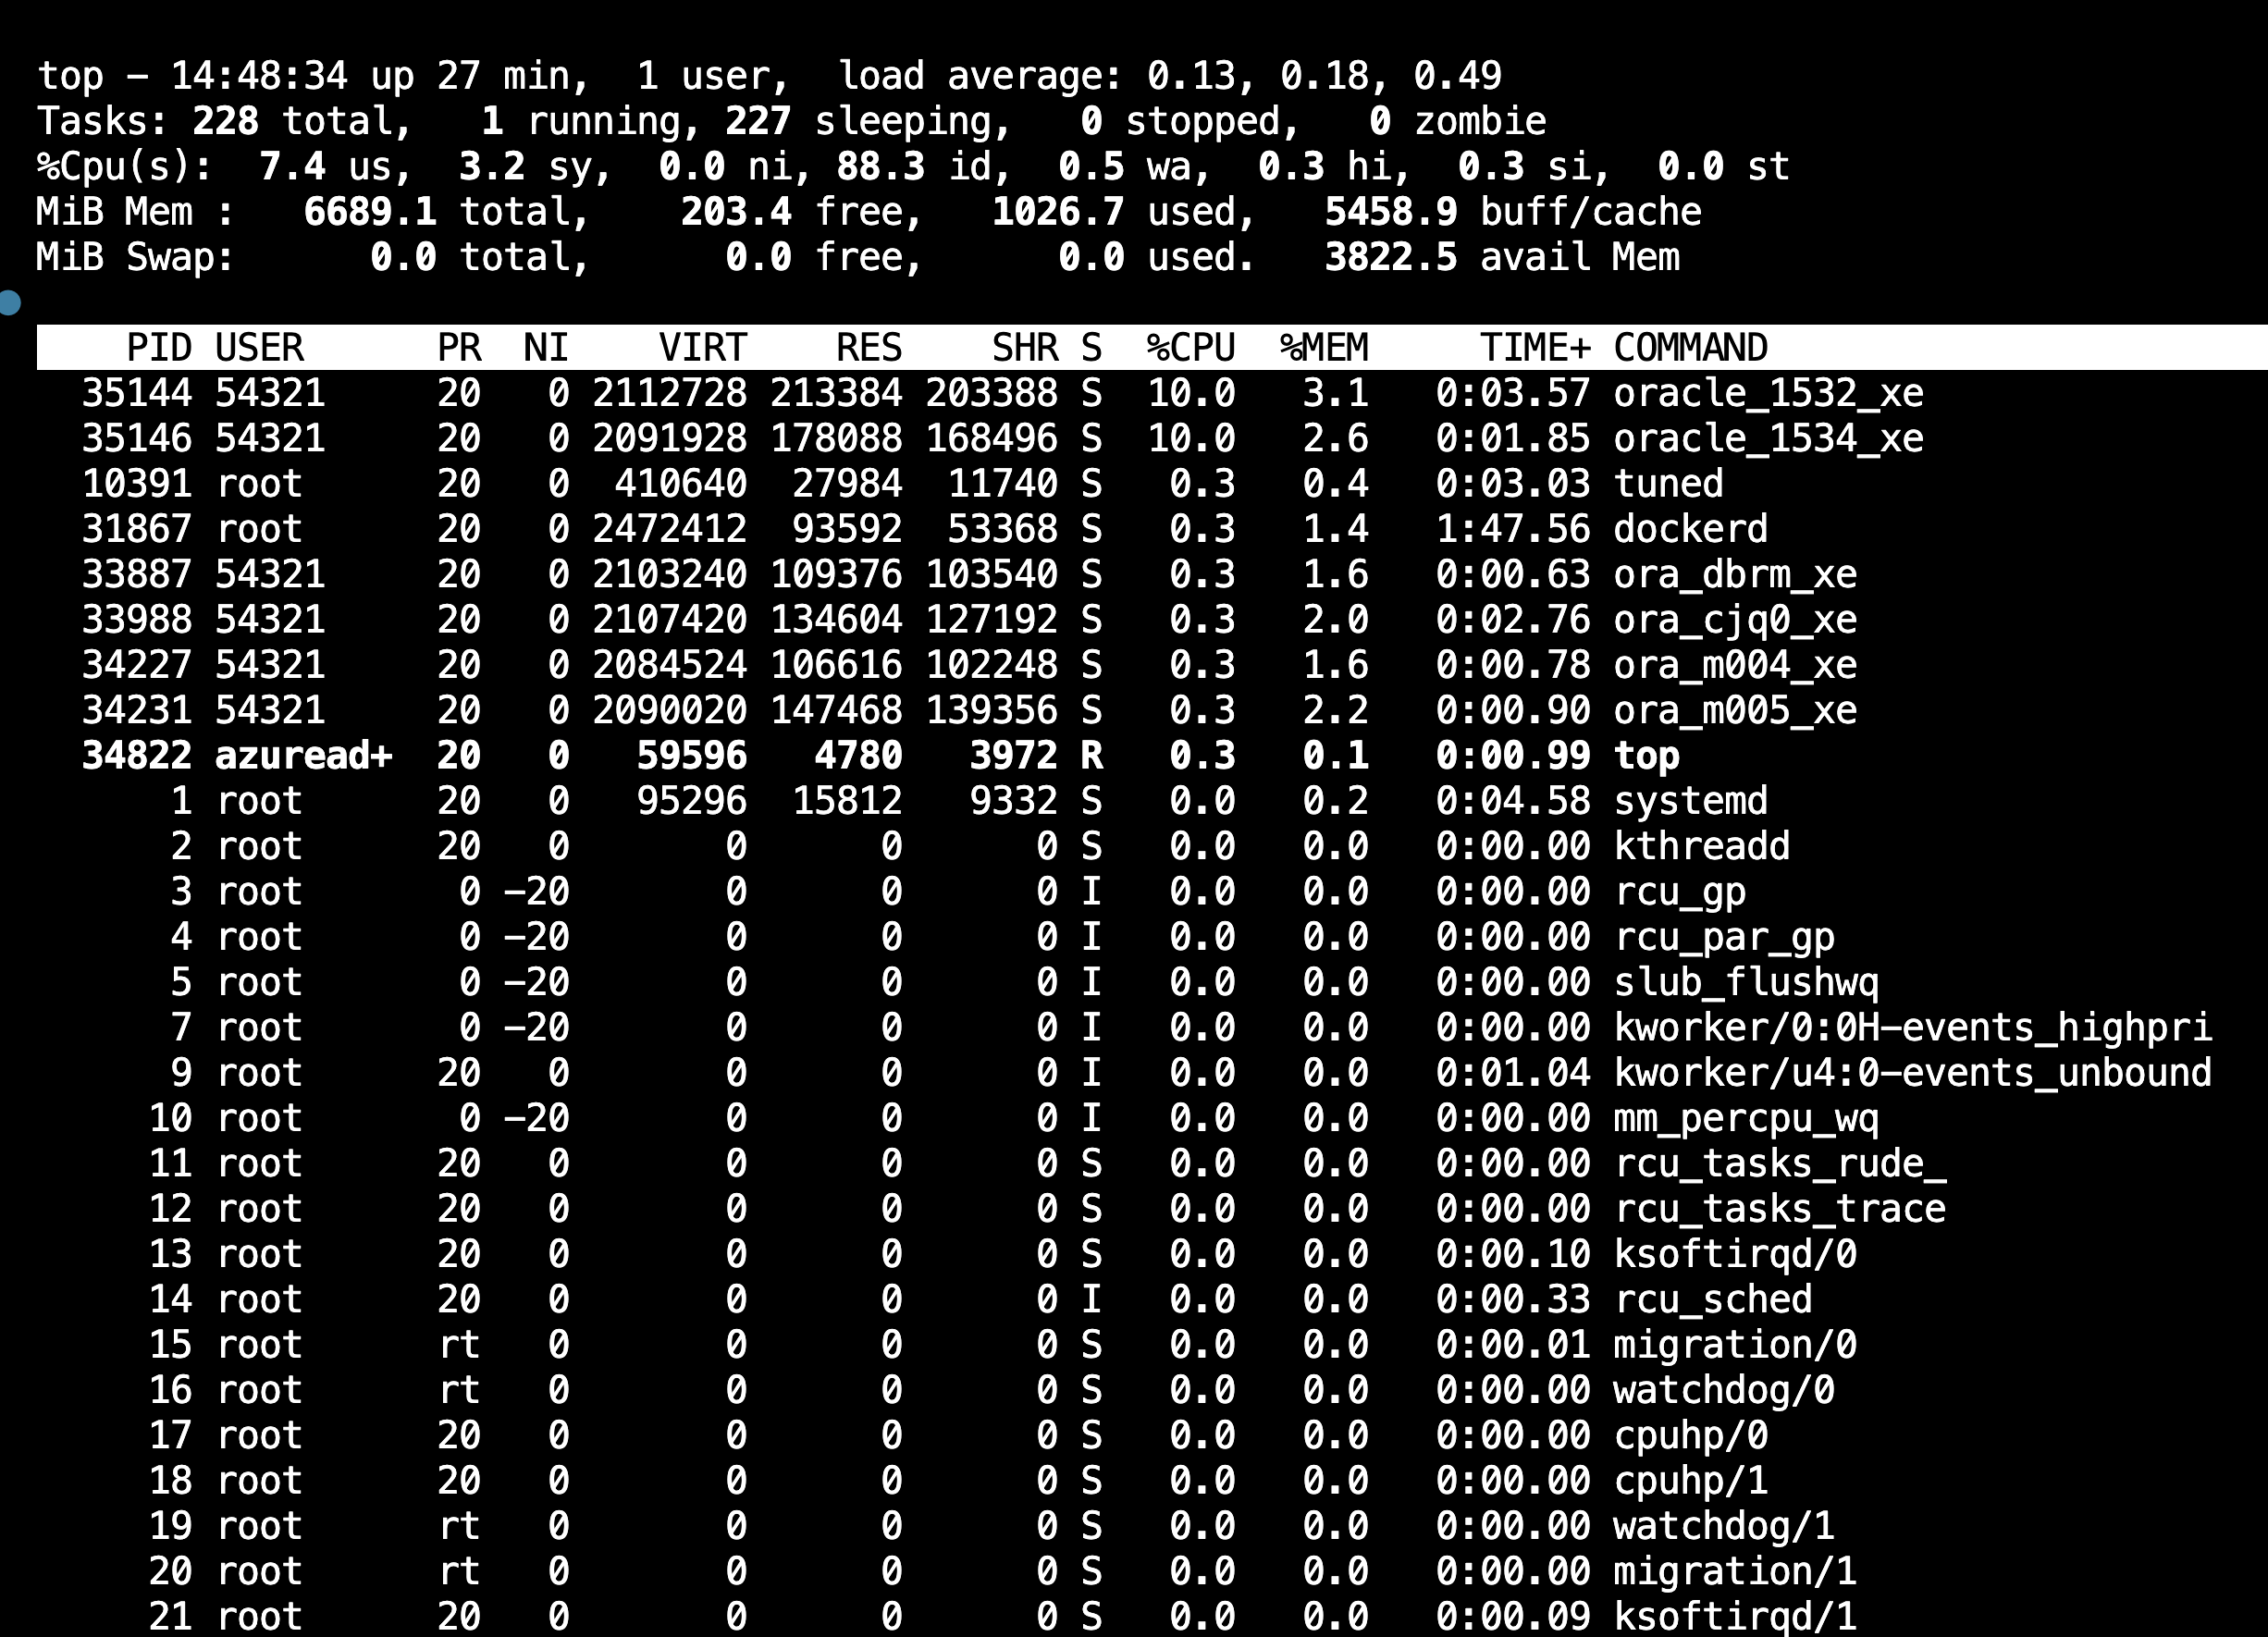 top - 14:48:34 up 27 min,  1 user,  load average: 0.13, 0.18, 0.49
Tasks: 228 total,   1 running, 227 sleeping,   0 stopped,   0 zombie
%Cpu(s):  7.4 us,  3.2 sy,  0.0 ni, 88.3 id,  0.5 wa,  0.3 hi,  0.3 si,  0.0 st
MiB Mem :   6689.1 total,    203.4 free,   1026.7 used,   5458.9 buff/cache
MiB Swap:      0.0 total,      0.0 free,      0.0 used.   3822.5 avail Mem
PID USER      PR  NI    VIRT    RES    SHR S  %CPU  %MEM     TIME+ COMMAND
35144 54321     20   0 2112728 213384 203388 S  10.0   3.1   0:03.57 oracle_1532_xe
35146 54321     20   0 2091928 178088 168496 S  10.0   2.6   0:01.85 oracle_1534_xe
10391 root      20   0  410640  27984  11740 S   0.3   0.4   0:03.03 tuned
31867 root      20   0 2472412  93592  53368 S   0.3   1.4   1:47.56 dockerd
33887 54321     20   0 2103240 109376 103540 S   0.3   1.6   0:00.63 ora_dbrm_xe
33988 54321     20   0 2107420 134604 127192 S   0.3   2.0   0:02.76 ora_cjq0_xe
34227 54321     20   0 2084524 106616 102248 S   0.3   1.6   0:00.78 ora_m004_xe
34231 54321     20   0 2090020 147468 139356 S   0.3   2.2   0:00.90 ora_m005_xe
34822 azuread+  20   0   59596   4780   3972 R   0.3   0.1   0:00.99 top
1 root      20   0   95296  15812   9332 S   0.0   0.2   0:04.58 systemd
2 root      20   0       0      0      0 S   0.0   0.0   0:00.00 kthreadd
3 root       0 -20       0      0      0 I   0.0   0.0   0:00.00 rcu_gp
4 root       0 -20       0      0      0 I   0.0   0.0   0:00.00 rcu_par_gp
5 root       0 -20       0      0      0 I   0.0   0.0   0:00.00 slub_flushwq
7 root       0 -20       0      0      0 I   0.0   0.0   0:00.00 kworker/0:0H-events_highpri
9 root      20   0       0      0      0 I   0.0   0.0   0:01.04 kworker/u4:0-events_unbound
10 root       0 -20       0      0      0 I   0.0   0.0   0:00.00 mm_percpu_wq
11 root      20   0       0      0      0 S   0.0   0.0   0:00.00 rcu_tasks_rude_
12 root      20   0       0      0      0 S   0.0   0.0   0:00.00 rcu_tasks_trace
13 root      20   0       0      0      0 S   0.0   0.0   0:00.10 ksoftirqd/0
14 root      20   0       0      0      0 I   0.0   0.0   0:00.33 rcu_sched
15 root      rt   0       0      0      0 S   0.0   0.0   0:00.01 migration/0
16 root      rt   0       0      0      0 S   0.0   0.0   0:00.00 watchdog/0
17 root      20   0       0      0      0 S   0.0   0.0   0:00.00 cpuhp/0
18 root      20   0       0      0      0 S   0.0   0.0   0:00.00 cpuhp/1
19 root      rt   0       0      0      0 S   0.0   0.0   0:00.00 watchdog/1
20 root      rt   0       0      0      0 S   0.0   0.0   0:00.00 migration/1
21 root      20   0       0      0      0 S   0.0   0.0   0:00.09 ksoftirqd/1